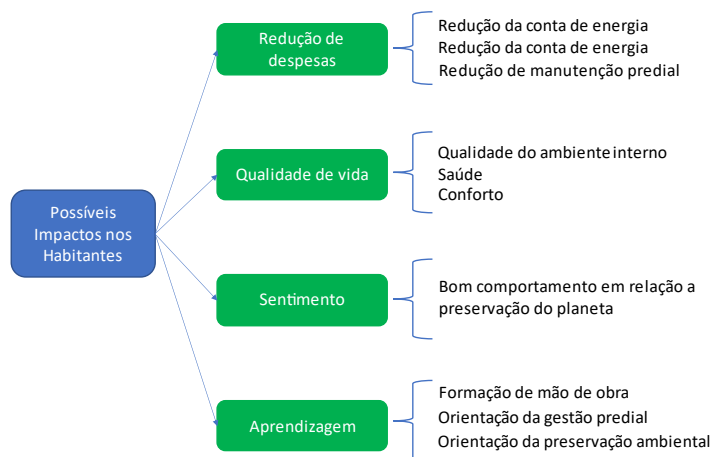 Possíveis
Impactos nos
Habitantes
Redução de
despesas
Redução da conta de energia
Redução da conta de energia
Redução de manutenção predial
Qualidade de vida
Qualidade do ambiente interno
Saúde
Conforto
Sentimento
Bom comportamento em relação a
preservação do planeta
Aprendizagem
Formação de mão de obra
Orientação da gestão predial
Orientação da preservação ambiental